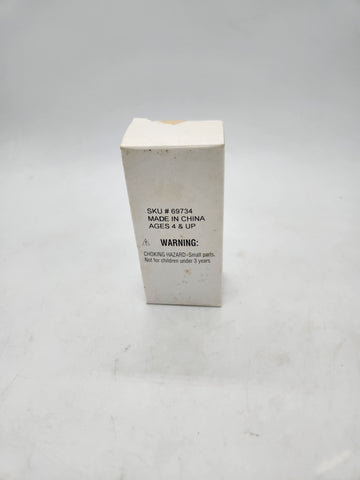 SKU # 69734
MADE IN CHINA
AGES 4 & UP
⚠ WARNING:
CHOKING HAZARD-Small parts.
Not for children under 3 years